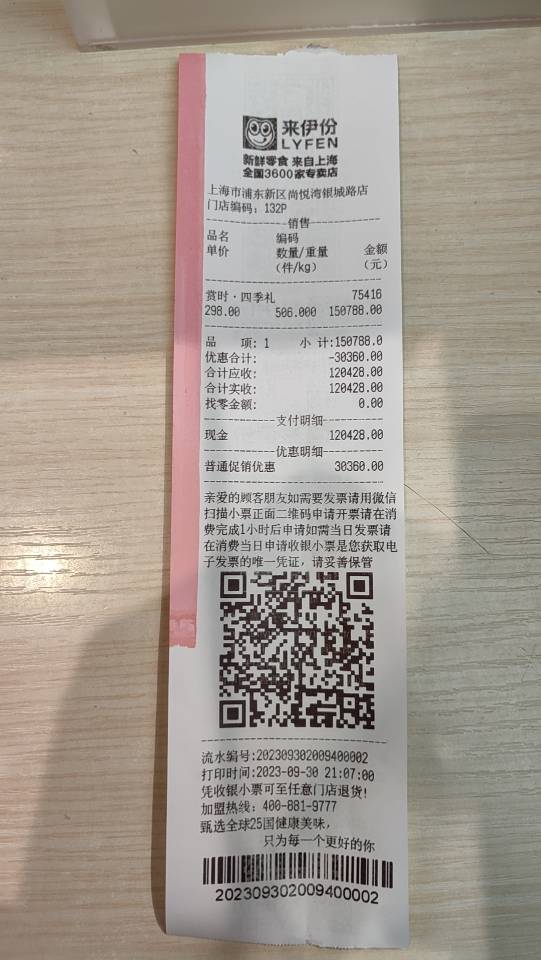 来伊份
LYFEN
新鲜零食 来自上海
全国3600家专卖店
上海市浦东新区尚悦湾银城路店
门店编码: 132P
销售
品名 编码
单价 数量/重量 金额
(件/kg) (元)
赏时·四季礼 75416
298.00 506.000 150788.00
品 项: 1 小 计:150788.0
优惠合计: -30360.00
合计应收: 120428.00
合计实收: 120428.00
找零金额: 0.00
支付明细
现金 120428.00
优惠明细
普通促销优惠 30360.00
亲爱的顾客朋友如需要发票请用微信
扫描小票正面二维码申请开票请在消
费完成1小时后申请如需当日发票请
在消费当日申请收银小票是您获取电
子发票的唯一凭证，请妥善保管
流水编号:202309302009400002
打印时间:2023-09-30 21:07:00
凭收银小票可至任意门店退货!
加盟热线: 400-881-9777
甄选全球25国健康美味,
只为每一个更好的你
202309302009400002